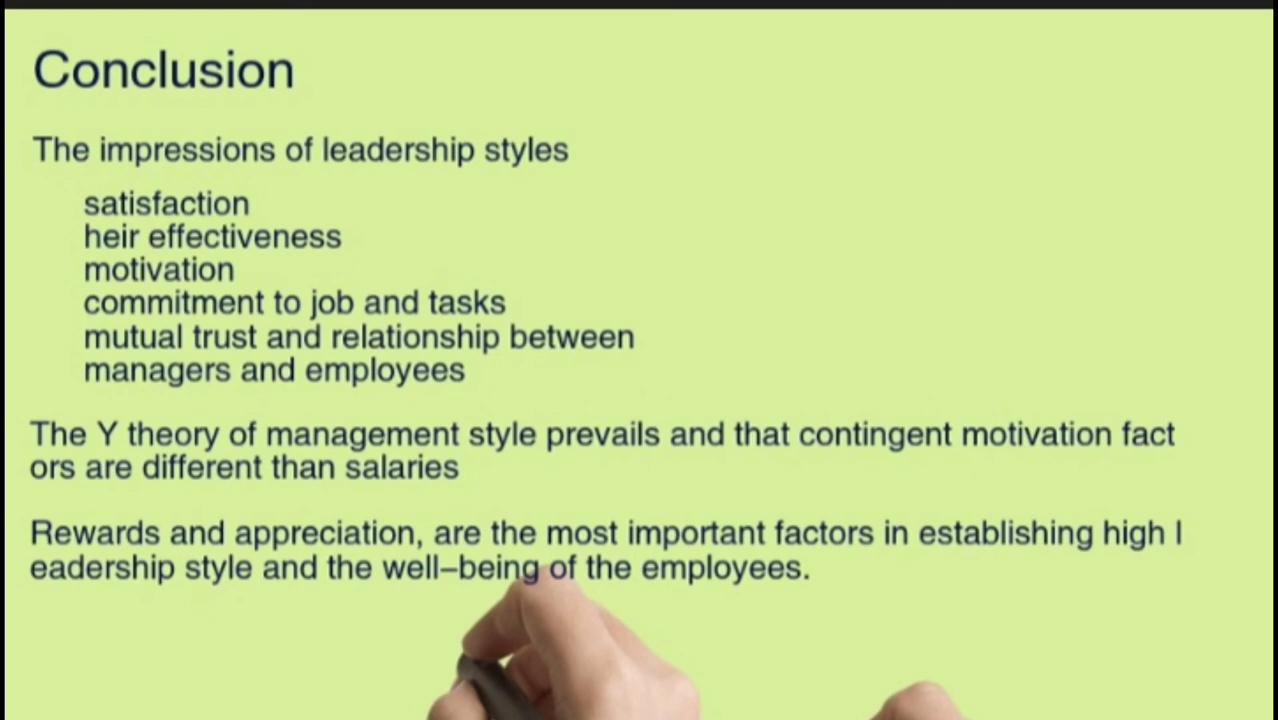 Conclusion
The impressions of leadership styles
satisfaction
heir effectiveness
motivation
commitment to job and tasks
mutual trust and relationship between
managers and employees
The Y theory of management style prevails and that contingent motivation fact
ors are different than salaries
Rewards and appreciation, are the most important factors in establishing high l
eadership style and the well–being of the employees.